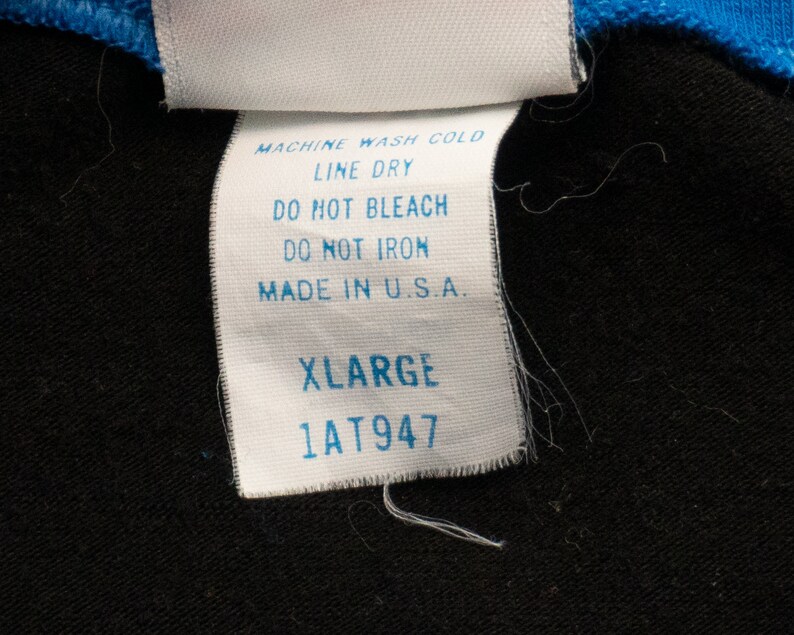 MACHINE WASH COLD
LINE DRY
DO NOT BLEACH
DO NOT IRON
MADE IN U.S.A.
XLARGE
1AT947